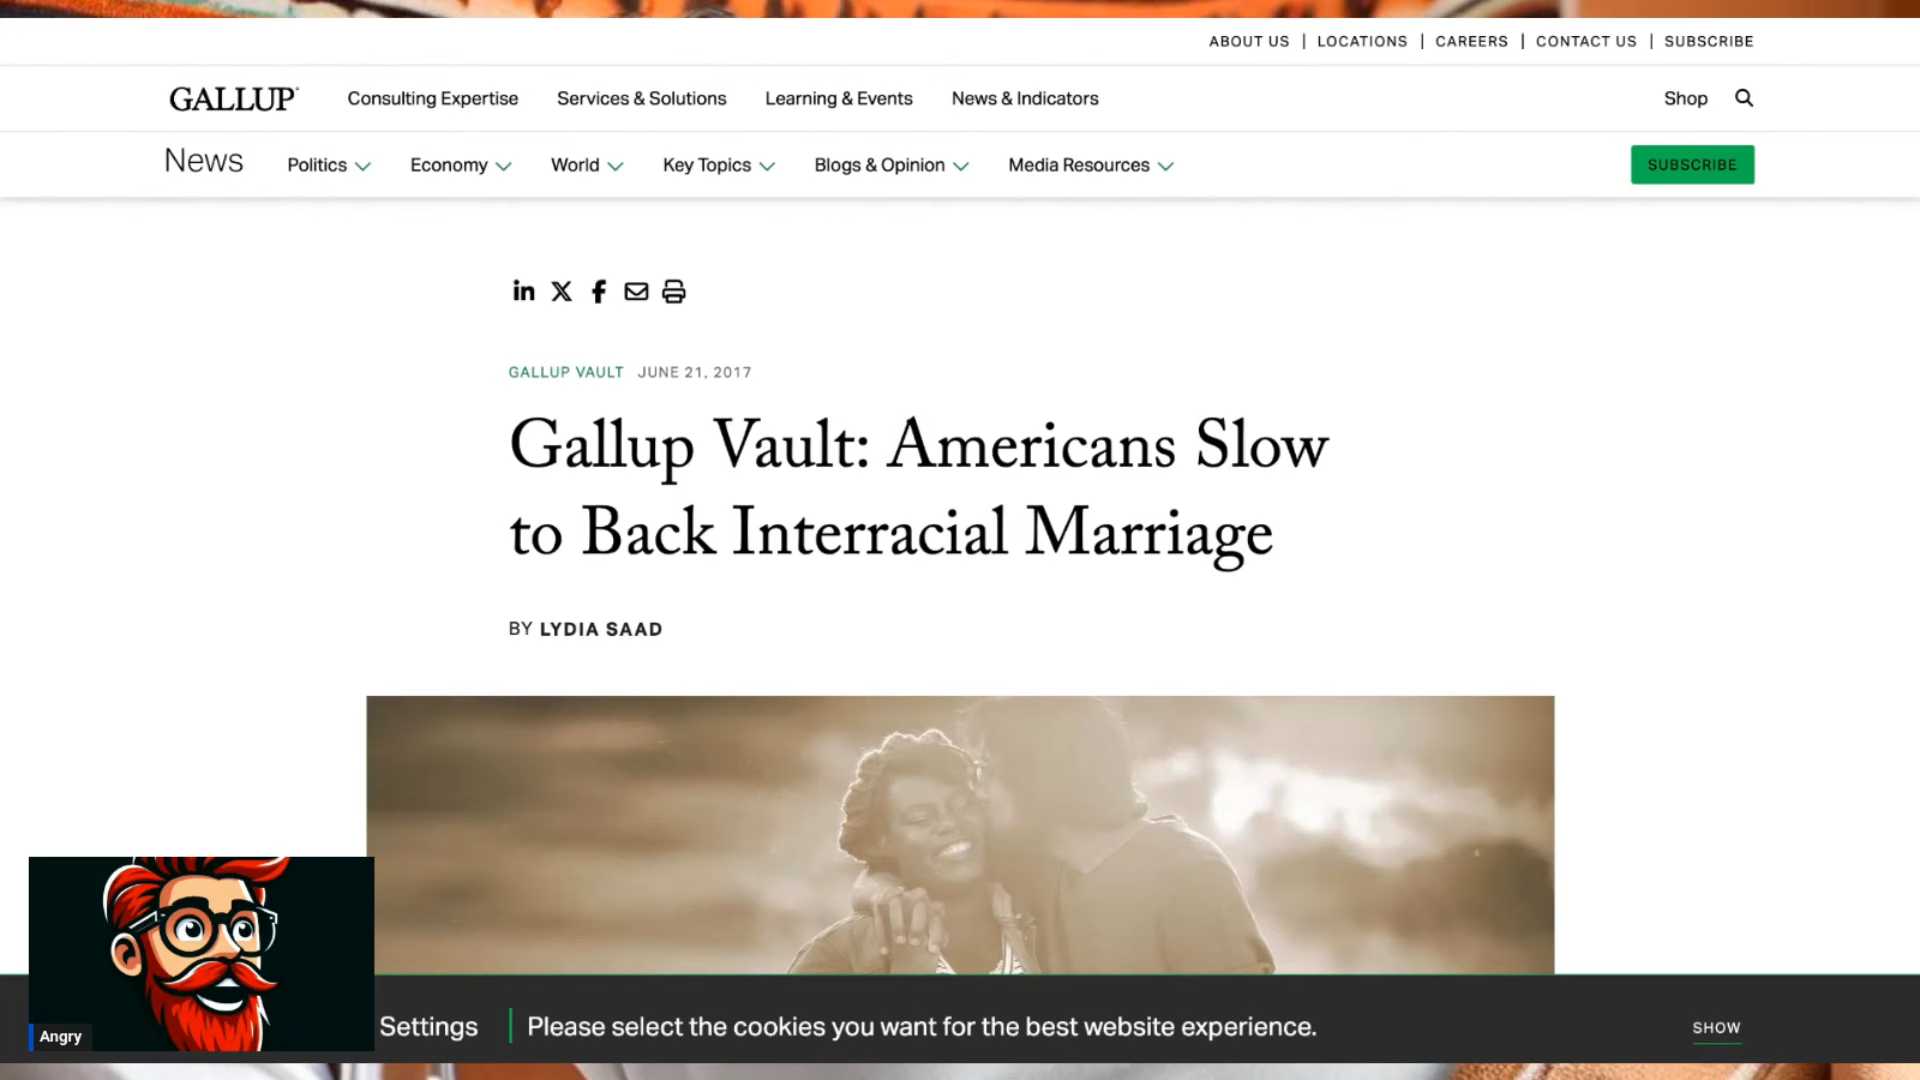 ABOUT US | LOCATIONS | CAREERS | CONTACT US | SUBSCRIBE
GALLUP Consulting Expertise Services & Solutions Learning & Events News & Indicators Shop
News Politics Economy World Key Topics Blogs & Opinion Media Resources SUBSCRIBE
GALLUP VAULT JUNE 21, 2017
Gallup Vault: Americans Slow
to Back Interracial Marriage
BY LYDIA SAAD
Settings Please select the cookies you want for the best website experience. SHOW
Angry